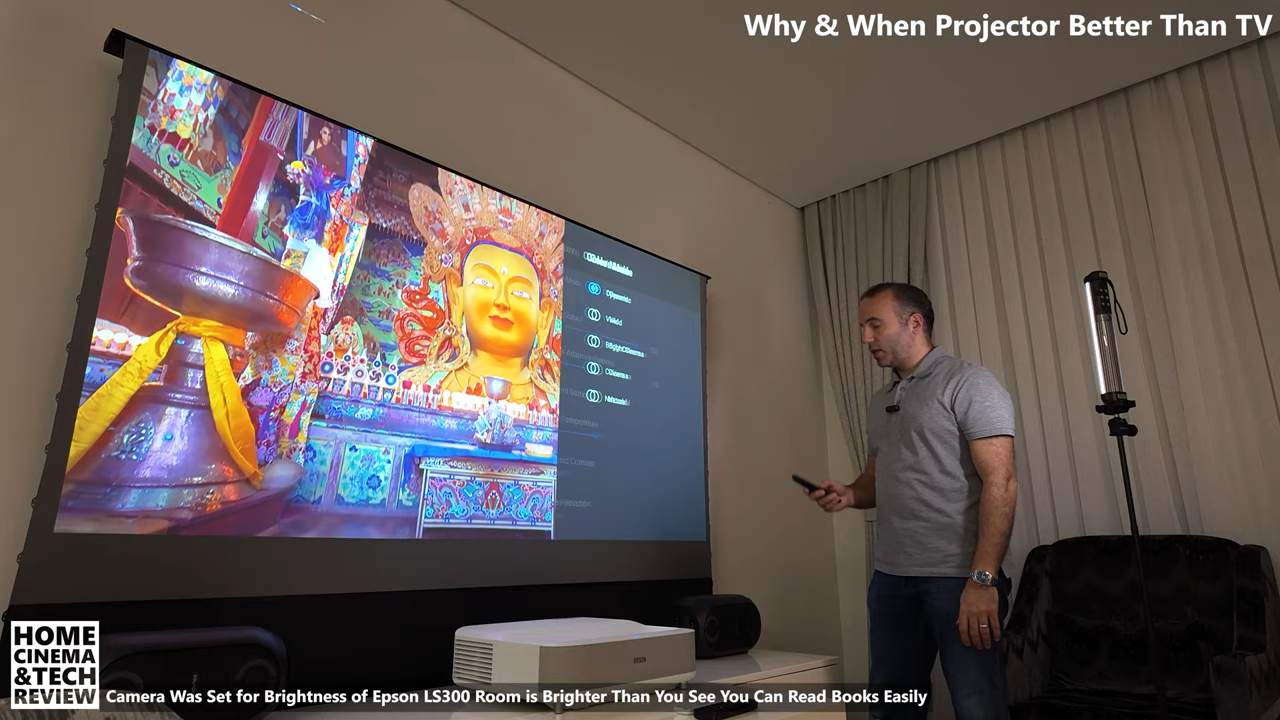 Why & When Projector Better Than TV
Dynamic
Vivid
Bright Cinema
Cinema
Natural
EPSON
HOME
CINEMA
&TECH
REVIEW
Camera Was Set for Brightness of Epson LS300 Room is Brighter Than You See You Can Read Books Easily